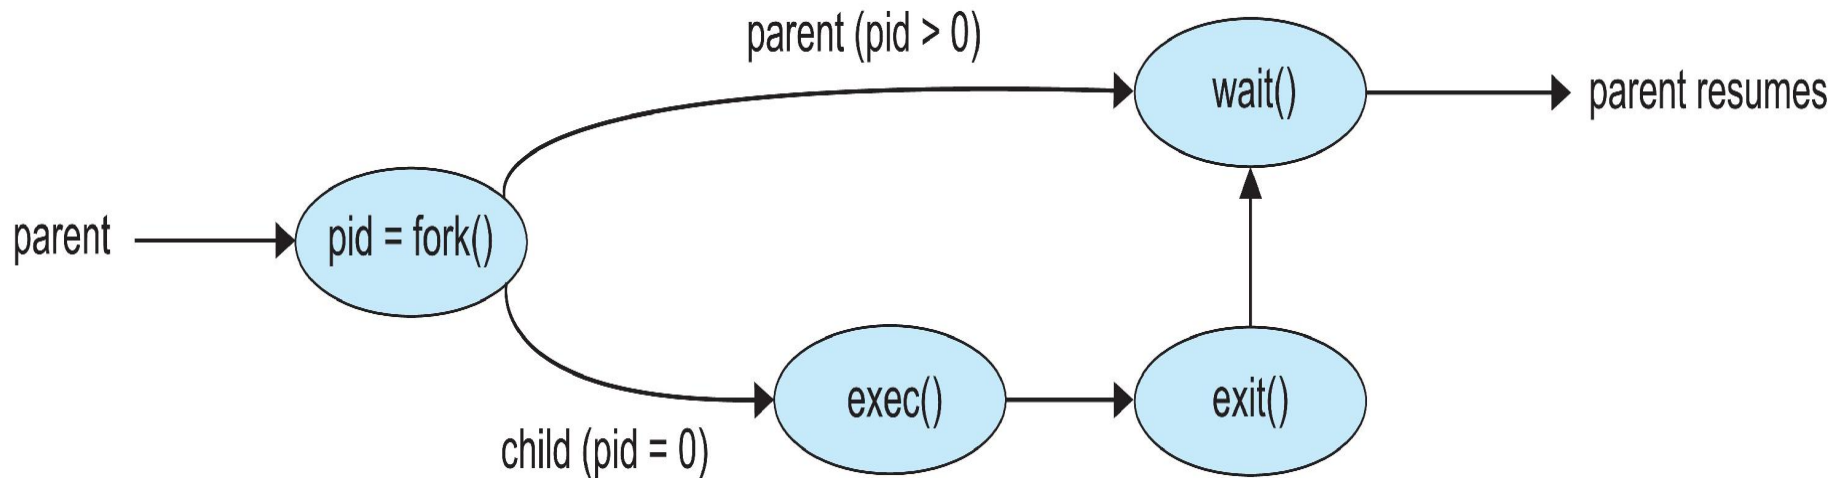 parent
pid = fork()
parent (pid > 0)
wait()
parent resumes
child (pid = 0)
exec()
exit()